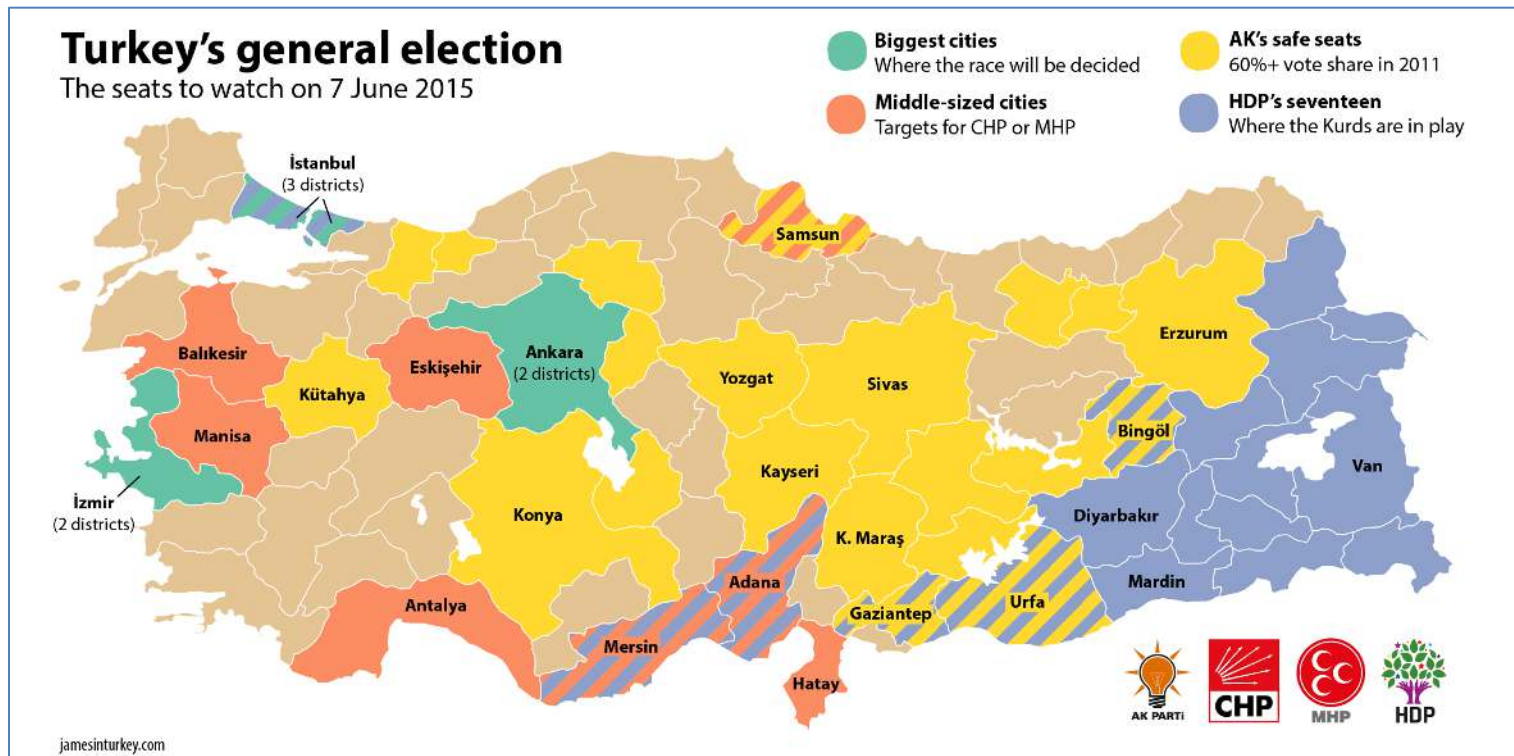 Turkey's general election
The seats to watch on 7 June 2015
Biggest cities
Where the race will be decided
Middle-sized cities
Targets for CHP or MHP
AK's safe seats
60%+ vote share in 2011
HDP's seventeen
Where the Kurds are in play
İstanbul
(3 districts)
Samsun
Erzurum
Balıkesir
Eskişehir
Ankara
(2 districts)
Kütahya
Yozgat
Sivas
Manisa
Bingöl
Kayseri
Van
İzmir
(2 districts)
Konya
Diyarbakır
K. Maraş
Adana
Mardin
Antalya
Gaziantep
Urfa
Mersin
Hatay
AK PARTİ
CHP
MHP
HDP
jamesinturkey.com